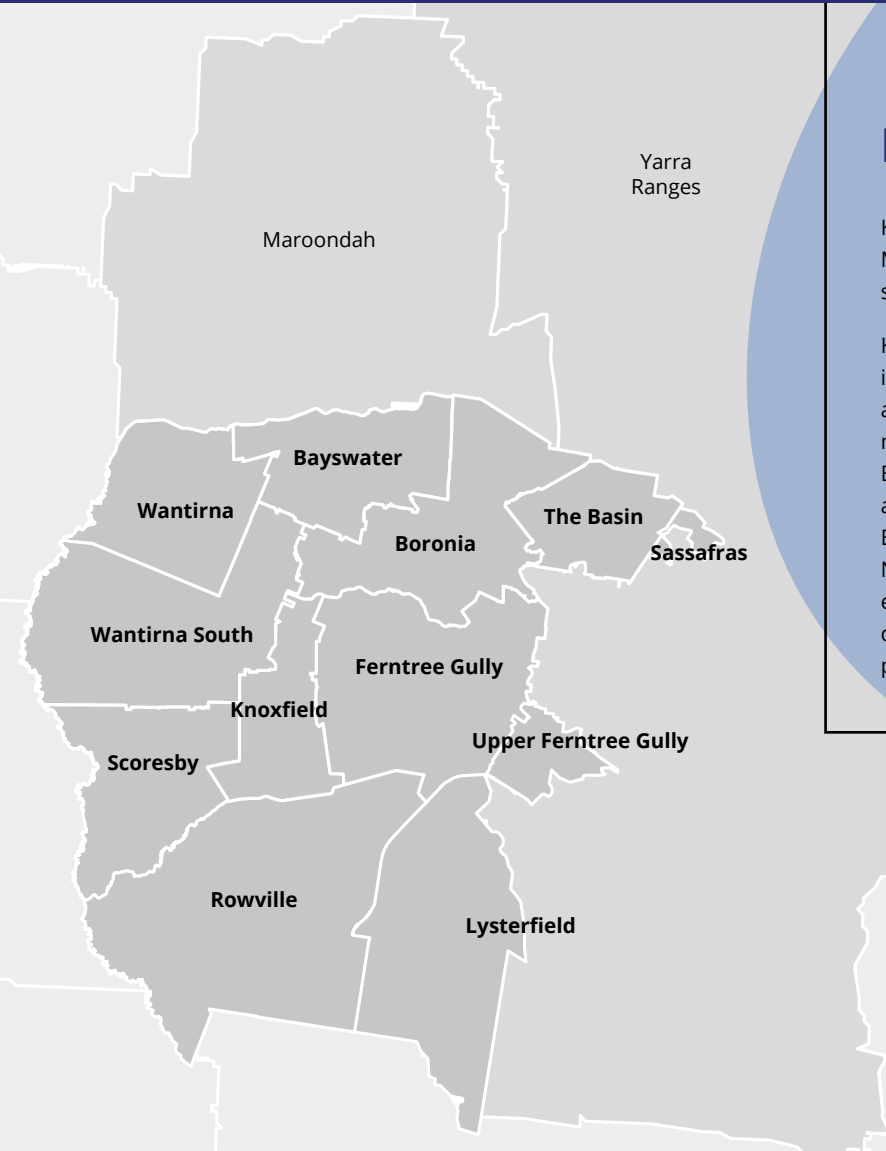 Yarra
Ranges
Maroondah
Bayswater
Wantirna
The Basin
Boronia
Sassafras
Wantirna South
Ferntree Gully
Knoxfield
Upper Ferntree Gully
Scoresby
Rowville
Lysterfield